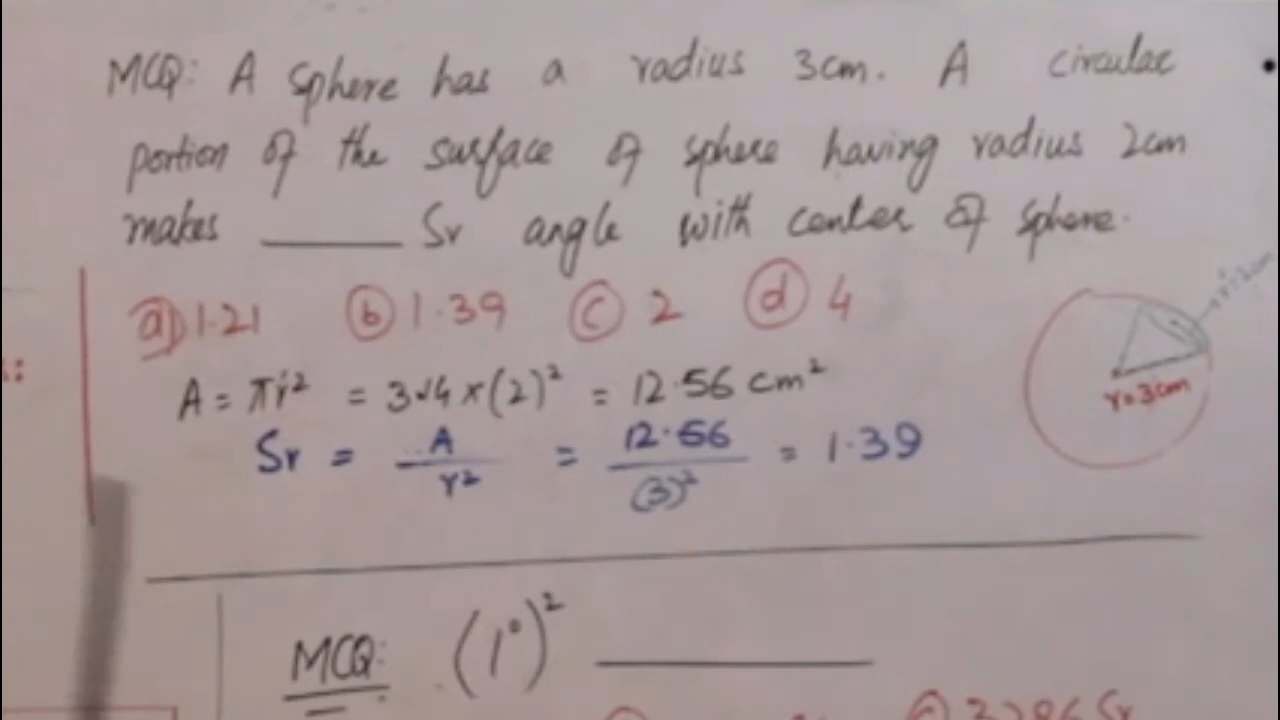 MCQ: A sphere has a radius 3cm. A circular
portion of the surface of sphere having radius 2cm
makes ______ Sr angle with center of sphere.
a) 1.21 b) 1.39 c) 2 d) 4
A = πr² = 3.14 x (2)² = 12.56 cm²
r=3cm
Sr = A/r² = 12.56/(3)² = 1.39
MCQ: (1°)² ______